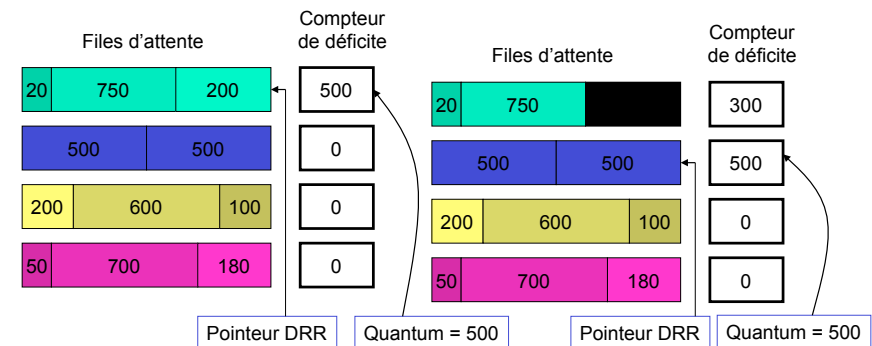 Files d'attente
Compteur
de déficite
20 750 200
500
500 500
0
200 600 100
0
50 700 180
0
Pointeur DRR
Quantum = 500
Files d'attente
Compteur
de déficite
20 750
300
500 500
500
200 600 100
0
50 700 180
0
Pointeur DRR
Quantum = 500